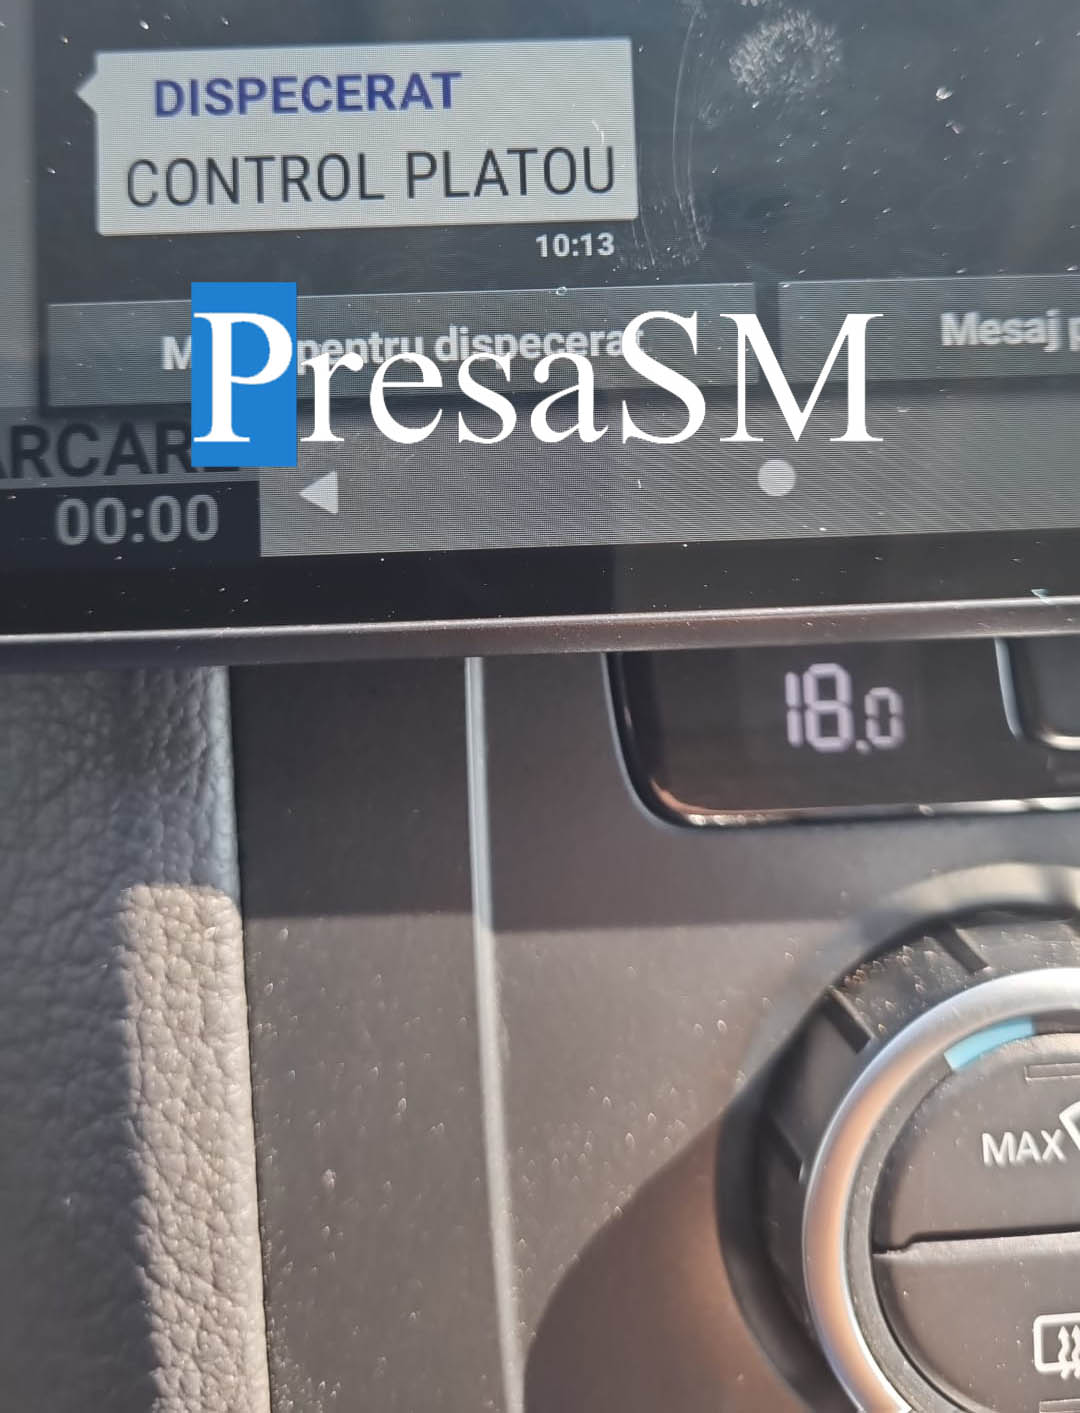 DISPECERAT
CONTROL PLATOU
10:13
pentru dispecerat
Mesaj
PresaSM
00:00
18.0
MAX